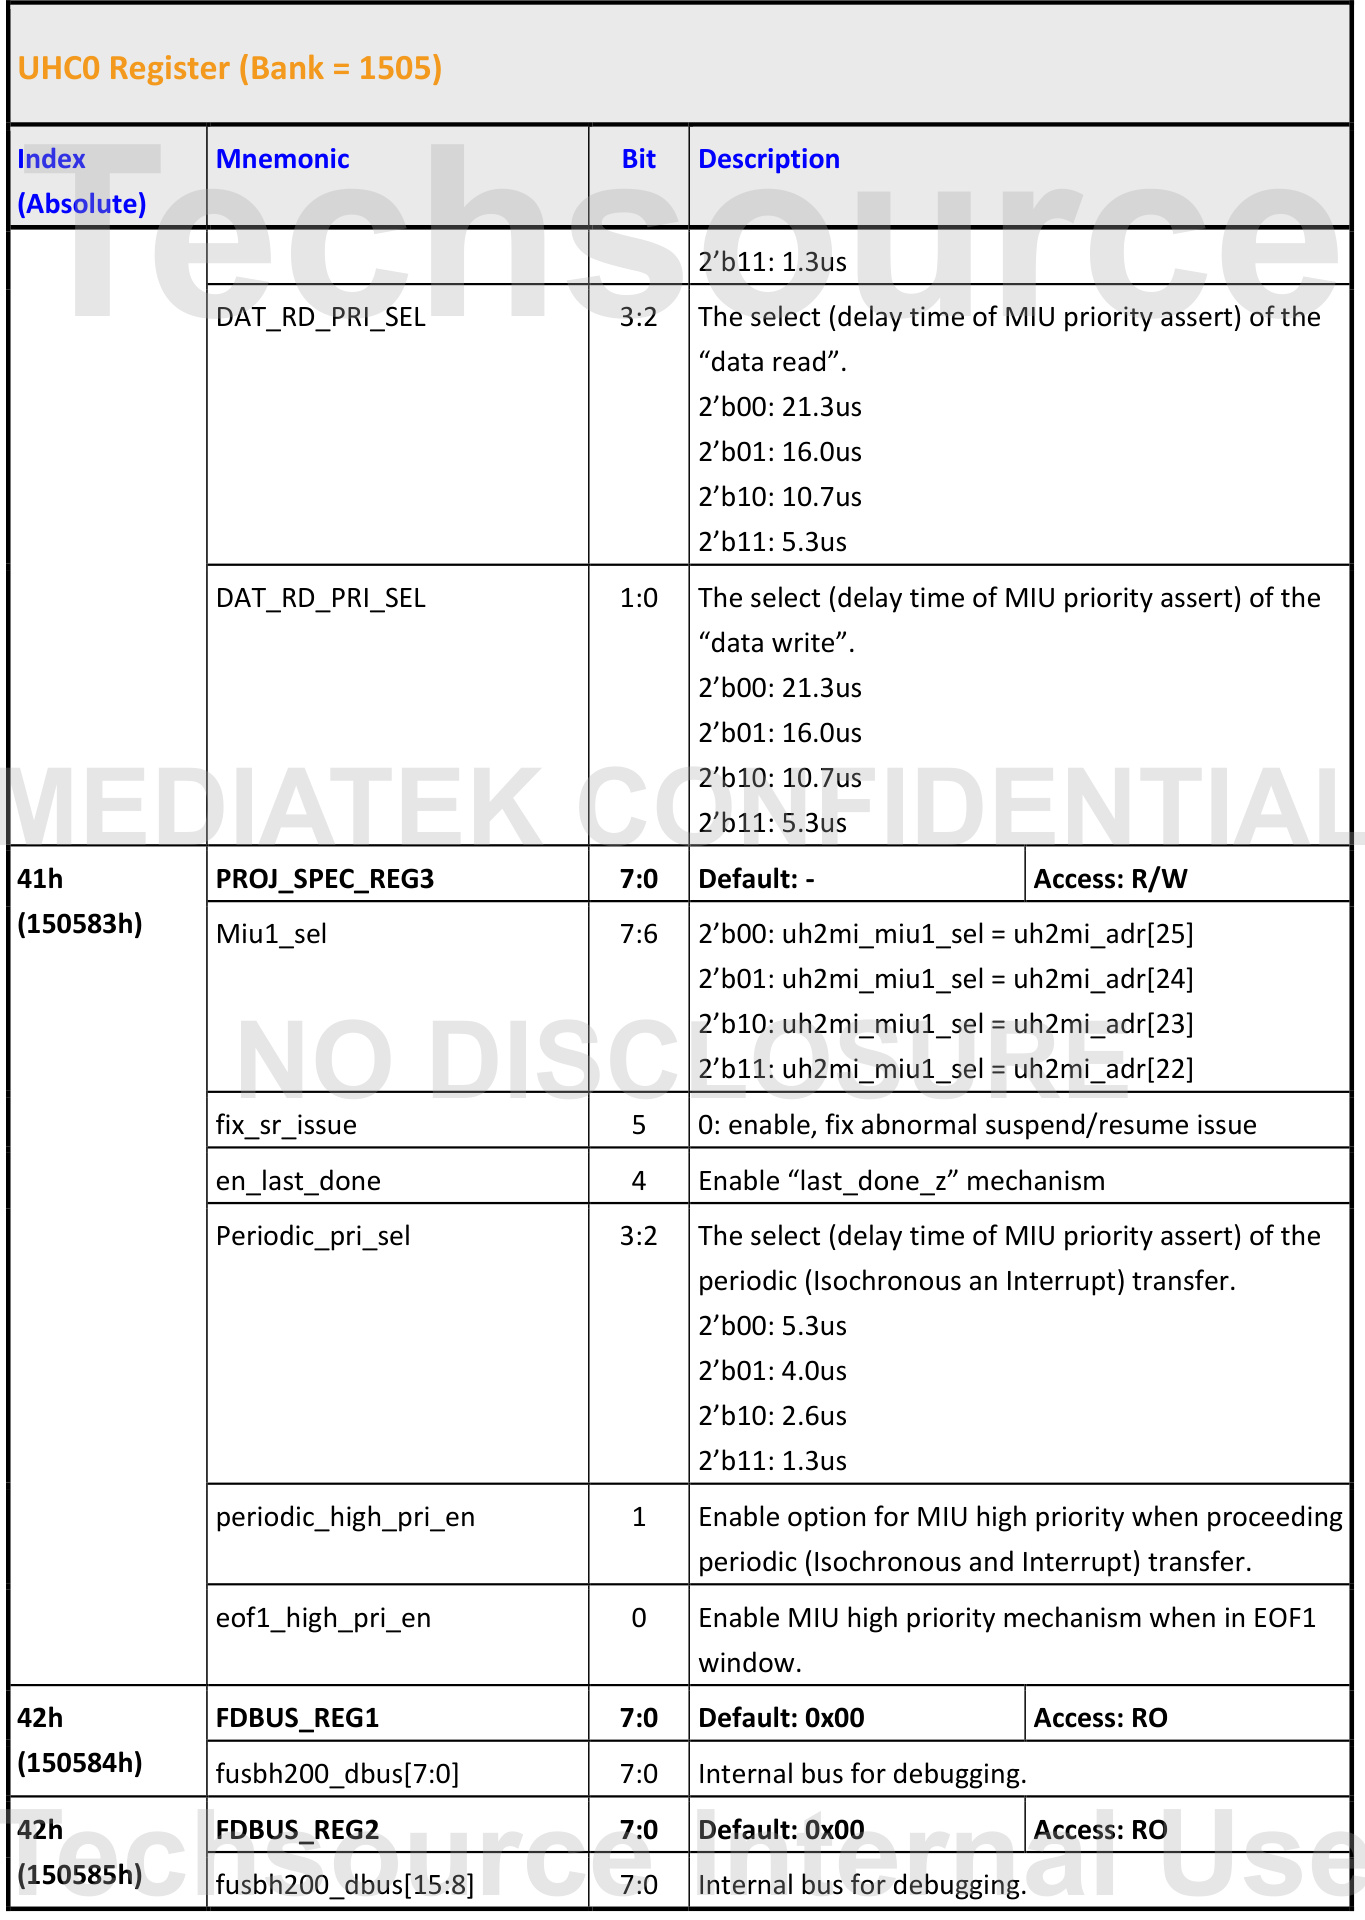 UHC0 Register (Bank = 1505)
Index (Absolute) Mnemonic Bit Description
2’b11: 1.3us
DAT_RD_PRI_SEL 3:2 The select (delay time of MIU priority assert) of the
“data read”.
2’b00: 21.3us
2’b01: 16.0us
2’b10: 10.7us
2’b11: 5.3us
DAT_RD_PRI_SEL 1:0 The select (delay time of MIU priority assert) of the
“data write”.
2’b00: 21.3us
2’b01: 16.0us
2’b10: 10.7us
2’b11: 5.3us
41h PROJ_SPEC_REG3 7:0 Default: - Access: R/W
(150583h)
Miu1_sel 7:6 2’b00: uh2mi_miu1_sel = uh2mi_adr[25]
2’b01: uh2mi_miu1_sel = uh2mi_adr[24]
2’b10: uh2mi_miu1_sel = uh2mi_adr[23]
2’b11: uh2mi_miu1_sel = uh2mi_adr[22]
fix_sr_issue 5 0: enable, fix abnormal suspend/resume issue
en_last_done 4 Enable “last_done_z” mechanism
Periodic_pri_sel 3:2 The select (delay time of MIU priority assert) of the
periodic (Isochronous an Interrupt) transfer.
2’b00: 5.3us
2’b01: 4.0us
2’b10: 2.6us
2’b11: 1.3us
periodic_high_pri_en 1 Enable option for MIU high priority when proceeding
periodic (Isochronous and Interrupt) transfer.
eof1_high_pri_en 0 Enable MIU high priority mechanism when in EOF1
window.
42h FDBUS_REG1 7:0 Default: 0x00 Access: RO
(150584h)
fusbh200_dbus[7:0] 7:0 Internal bus for debugging.
42h FDBUS_REG2 7:0 Default: 0x00 Access: RO
(150585h)
fusbh200_dbus[15:8] 7:0 Internal bus for debugging.
Techsource
MEDIATEK CONFIDENTIAL
NO DISCLOSURE
Techsource Internal Use